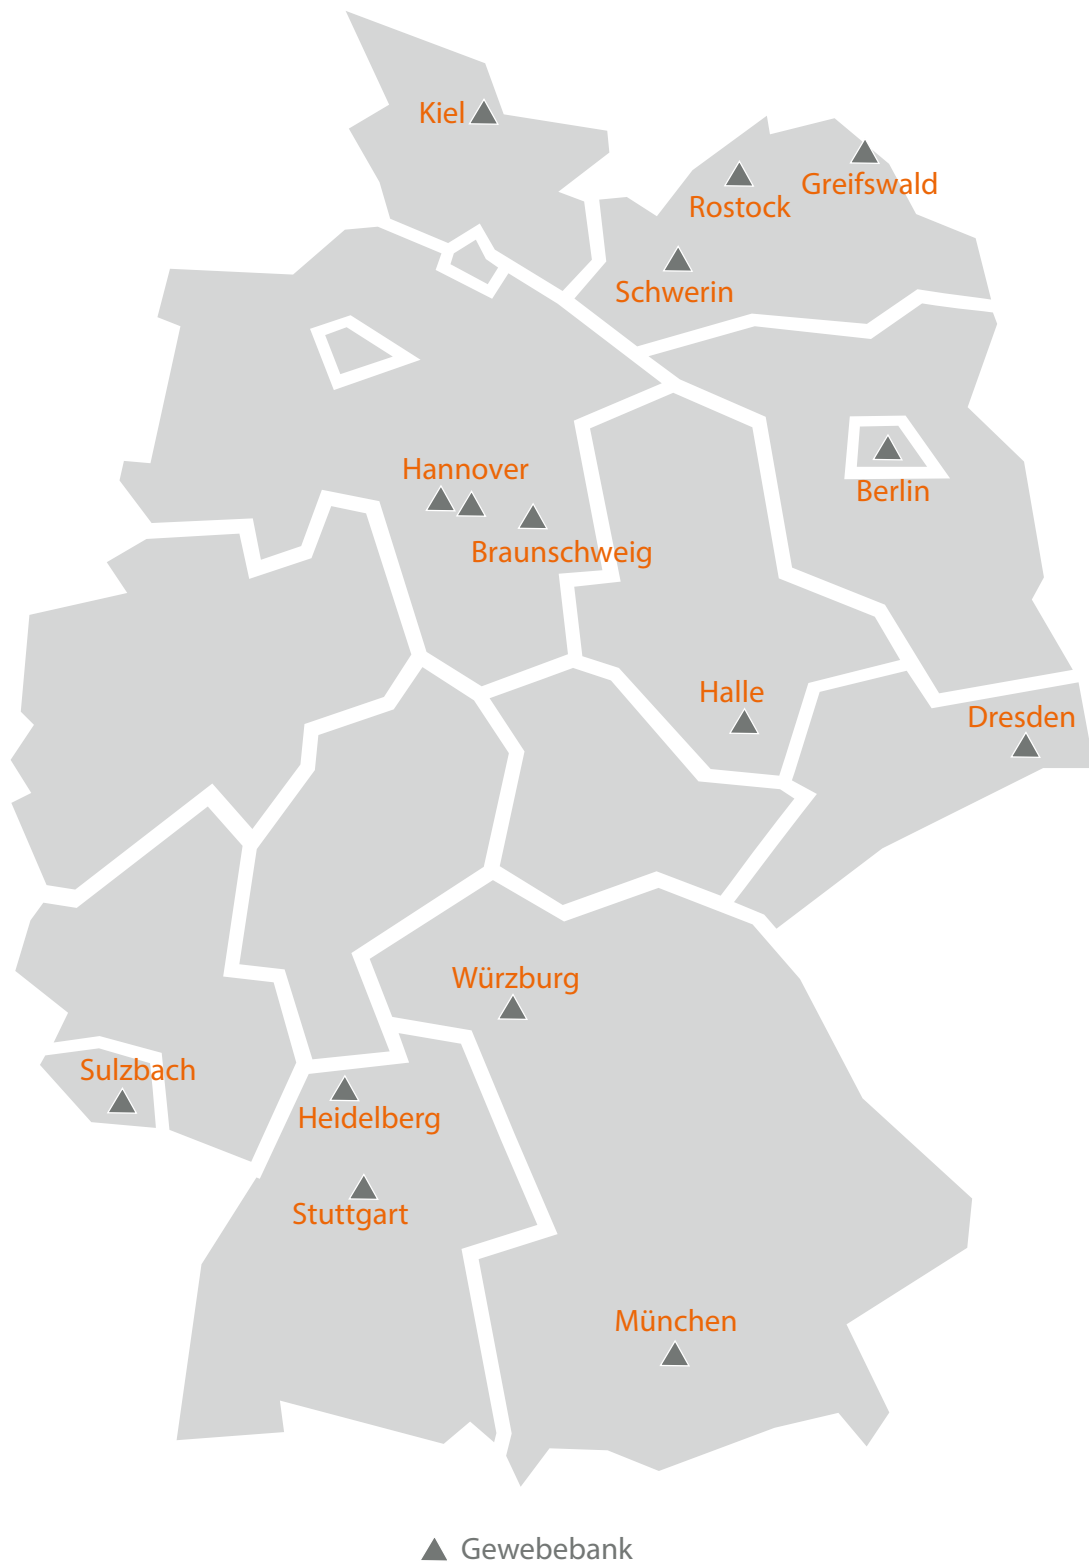 Kiel
Greifswald
Rostock
Schwerin
Hannover
Berlin
Braunschweig
Halle
Dresden
Würzburg
Sulzbach
Heidelberg
Stuttgart
München
Gewebebank